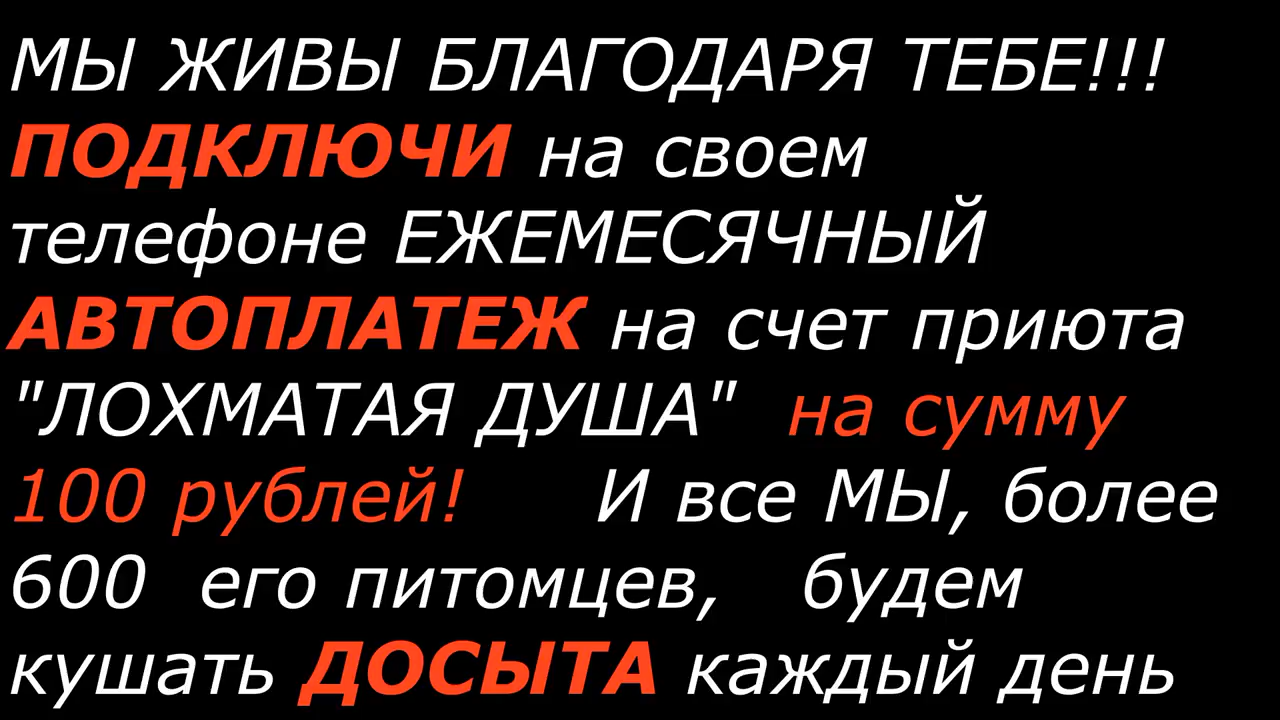 МЫ ЖИВЫ БЛАГОДАРЯ ТЕБЕ!!!
ПОДКЛЮЧИ на своем
телефоне ЕЖЕМЕСЯЧНЫЙ
АВТОПЛАТЕЖ на счет приюта
"ЛОХМАТАЯ ДУША" на сумму
100 рублей! И все МЫ, более
600 его питомцев, будем
кушать ДОСЫТА каждый день